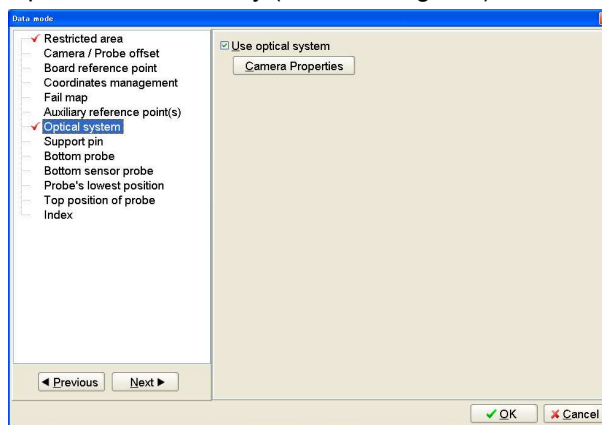 Data mode
Restricted area
Camera / Probe offset
Board reference point
Coordinates management
Fail map
Auxiliary reference point(s)
Optical system
Support pin
Bottom probe
Bottom sensor probe
Probe's lowest position
Top position of probe
Index
Use optical system
Camera Properties
Previous
Next
OK
Cancel